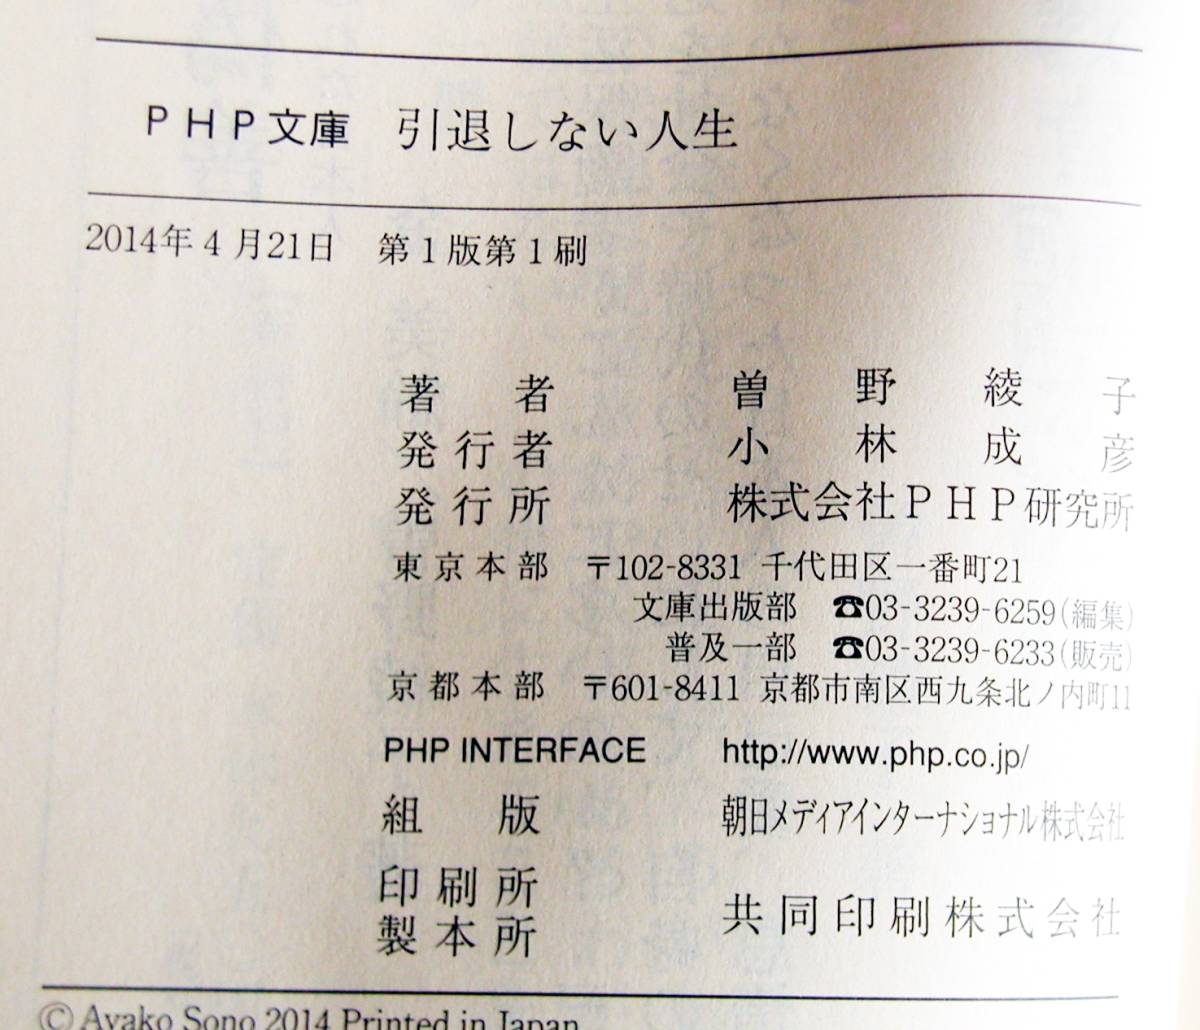 PHP文庫 引退しない人生
2014年4月21日 第1版第1刷
著者 曽野綾子
発行者 小林成彦
発行所 株式会社PHP研究所
東京本部 〒102-8331 千代田区一番町21
文庫出版部 ☎03-3239-6259(編集)
普及一部 ☎03-3239-6233(販売)
京都本部 〒601-8411 京都市南区西九条北ノ内町11
PHP INTERFACE http://www.php.co.jp/
組版 朝日メディアインターナショナル株式会社
印刷所
製本所 共同印刷株式会社
© Ayako Sono 2014 Printed in Japan